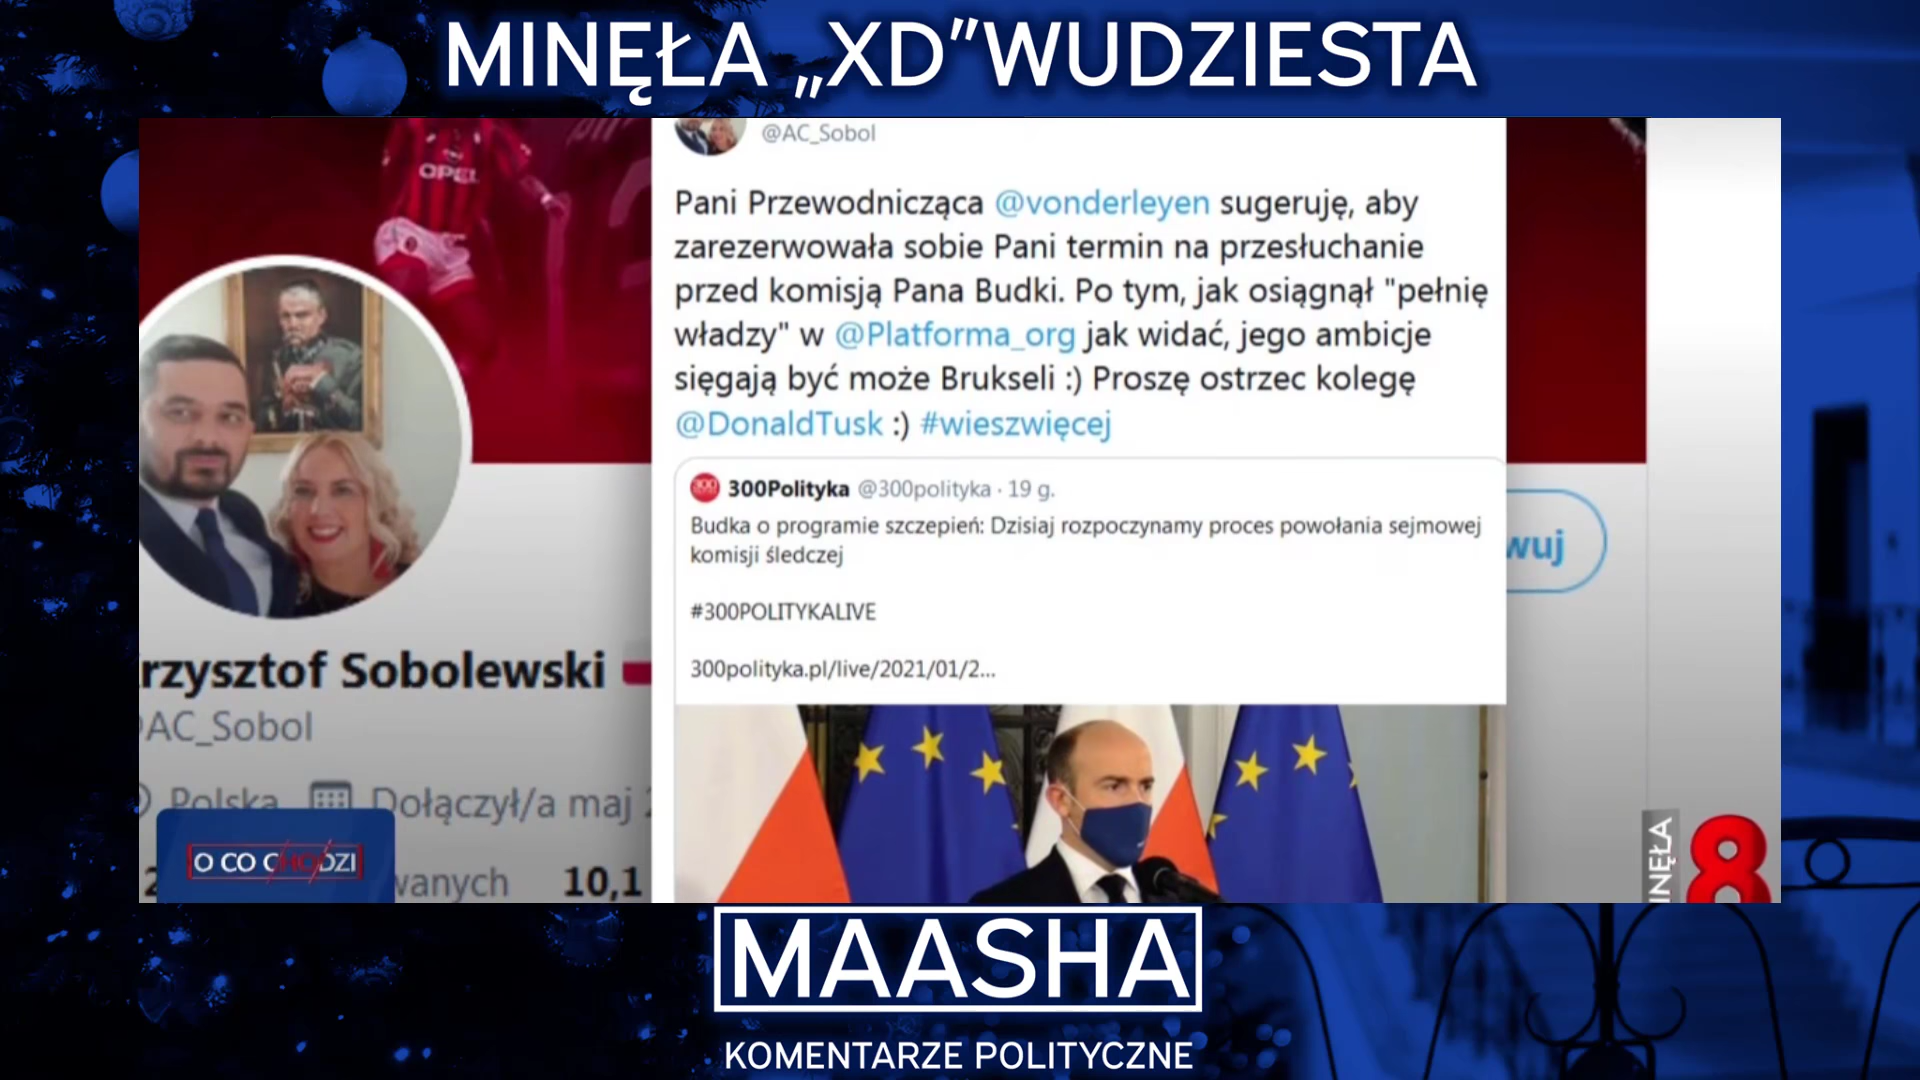 MINĘŁA „XD”WUDZIESTA
OPEL
@AC_Sobol
Pani Przewodnicząca @vonderleyen sugeruję, aby
zarezerwowała sobie Pani termin na przesłuchanie
przed komisją Pana Budki. Po tym, jak osiągnął "pełnię
władzy" w @Platforma_org jak widać, jego ambicje
sięgają być może Brukseli :) Proszę ostrzec kolegę
@DonaldTusk :) #wieszwięcej
300Polityka @300polityka · 19 g.
Budka o programie szczepień: Dzisiaj rozpoczynamy proces powołania sejmowej
komisji śledczej
#300POLITYKALIVE
300polityka.pl/live/2021/01/2...
wuj
rzysztof Sobolewski
@AC_Sobol
Polska Dołączył/a maj
O CO CHODZI
wanych 10,1
INĘŁA 8
MAASHA
KOMENTARZE POLITYCZNE